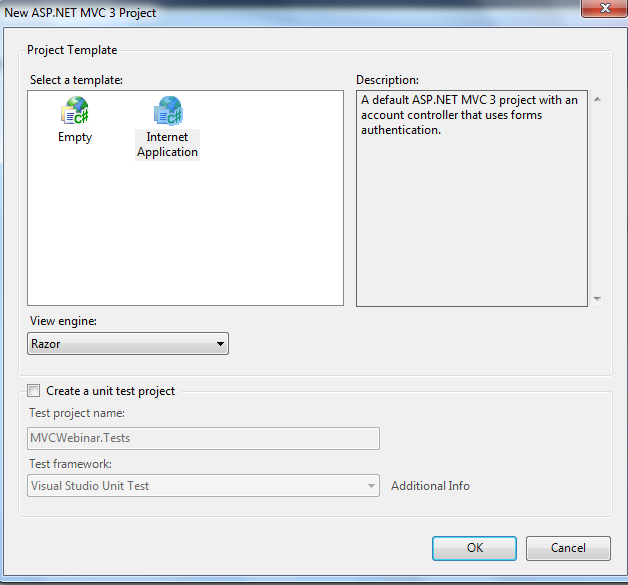 New ASP.NET MVC 3 Project
Project Template
Select a template:
Description:
Empty
Internet
Application
A default ASP.NET MVC 3 project with an
account controller that uses forms
authentication.
View engine:
Razor
Create a unit test project
Test project name:
MVCWebinar.Tests
Test framework:
Visual Studio Unit Test
Additional Info
OK
Cancel